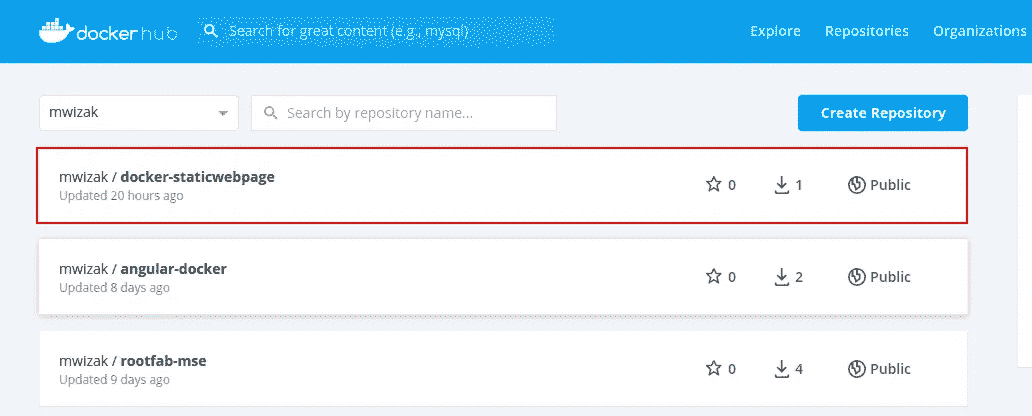 docker hub Search for great content (e.g., mysql) Explore Repositories Organizations
mwizak Search by repository name... Create Repository
mwizak / docker-staticwebpage
Updated 20 hours ago
0 1 Public
mwizak / angular-docker
Updated 8 days ago
0 2 Public
mwizak / rootfab-mse
Updated 9 days ago
0 4 Public